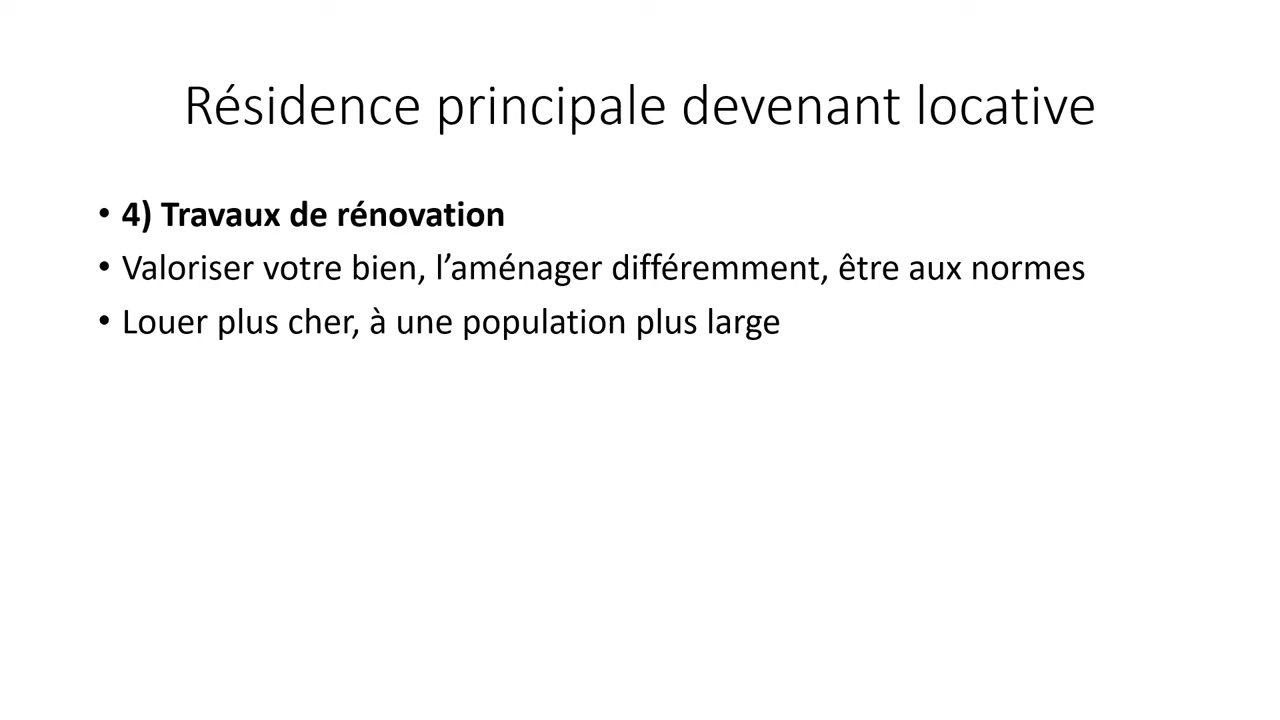 Résidence principale devenant locative
• 4) Travaux de rénovation
• Valoriser votre bien, l’aménager différemment, être aux normes
• Louer plus cher, à une population plus large